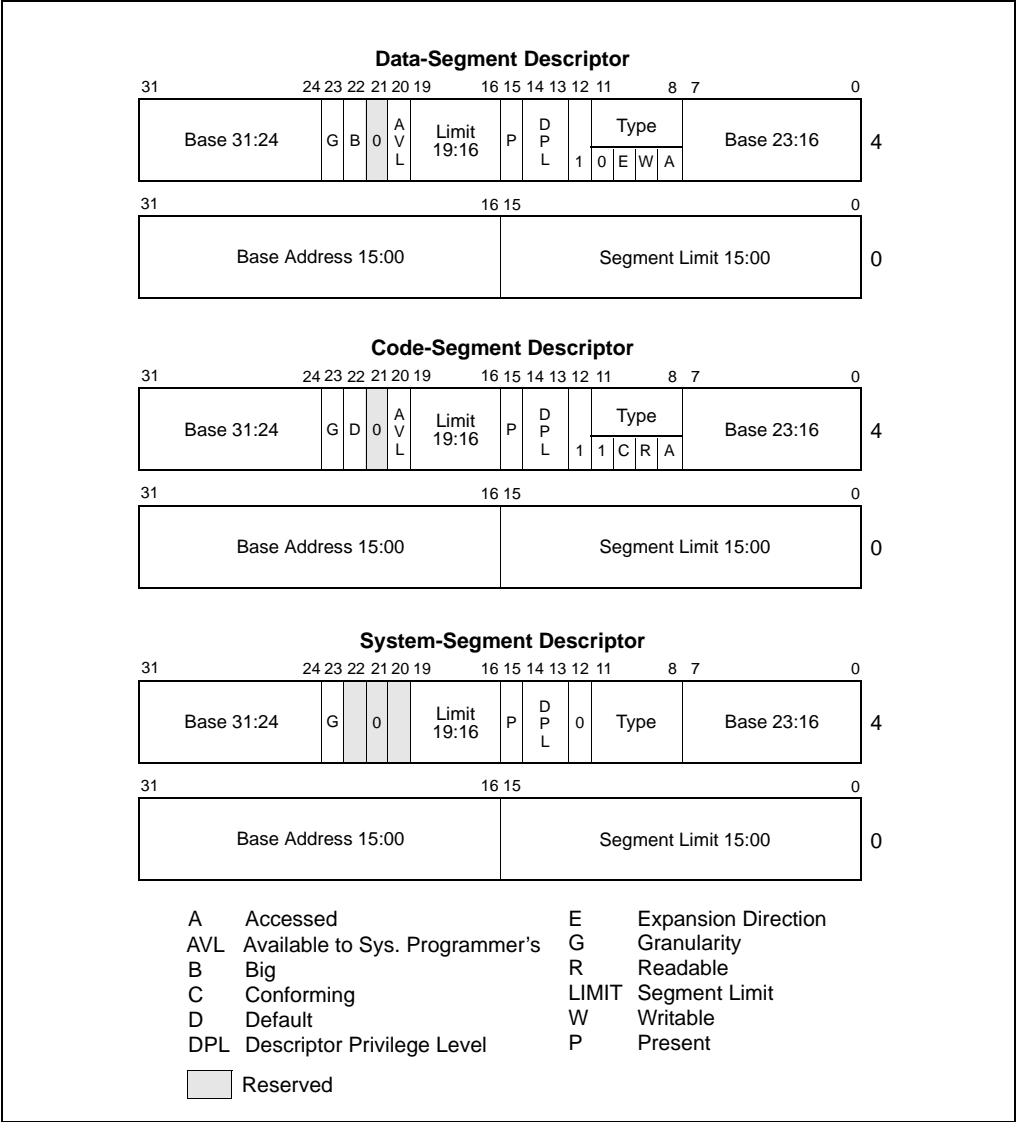 Data-Segment Descriptor
31 24 23 22 21 20 19 16 15 14 13 12 11 8 7 0
Base 31:24 G B 0 AVL Limit 19:16 P DPL 1 Type 0 E W A Base 23:16 4
31 16 15 0
Base Address 15:00 Segment Limit 15:00 0
Code-Segment Descriptor
31 24 23 22 21 20 19 16 15 14 13 12 11 8 7 0
Base 31:24 G D 0 AVL Limit 19:16 P DPL 1 Type 1 C R A Base 23:16 4
31 16 15 0
Base Address 15:00 Segment Limit 15:00 0
System-Segment Descriptor
31 24 23 22 21 20 19 16 15 14 13 12 11 8 7 0
Base 31:24 G 0 Limit 19:16 P DPL 0 Type Base 23:16 4
31 16 15 0
Base Address 15:00 Segment Limit 15:00 0
A Accessed
AVL Available to Sys. Programmer's
B Big
C Conforming
D Default
DPL Descriptor Privilege Level
Reserved
E Expansion Direction
G Granularity
R Readable
LIMIT Segment Limit
W Writable
P Present